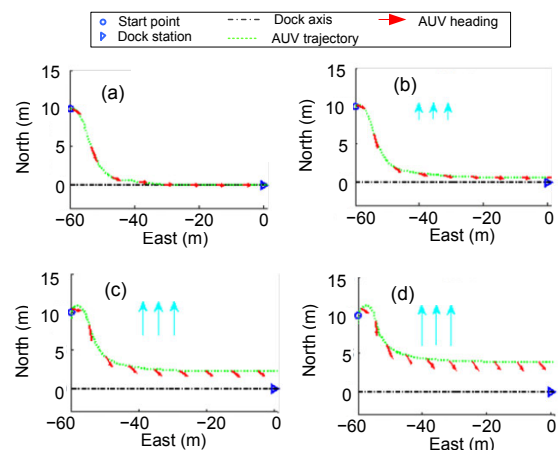 Start point Dock axis AUV heading
Dock station AUV trajectory
(a)
15
10
5
0
North (m)
−60 −40 −20 0
East (m)
(b)
15
10
5
0
North (m)
−60 −40 −20 0
East (m)
(c)
15
10
5
0
North (m)
−60 −40 −20 0
East (m)
(d)
15
10
5
0
North (m)
−60 −40 −20 0
East (m)